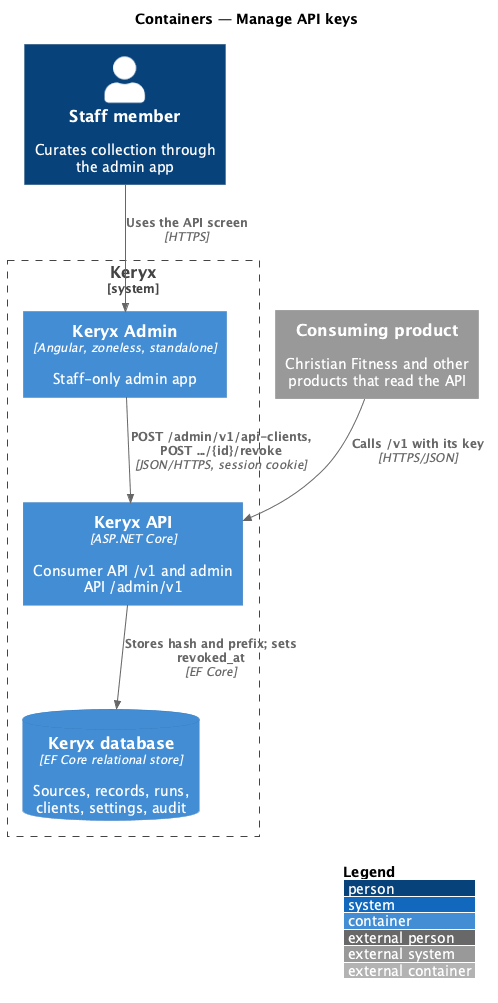 Containers — Manage API keys
Staff member
Curates collection through
the admin app
Uses the API screen
[HTTPS]
Keryx
[system]
Keryx Admin
[Angular, zoneless, standalone]
Staff-only admin app
Consuming product
Christian Fitness and other
products that read the API
POST /admin/v1/api-clients,
POST .../{id}/revoke
[JSON/HTTPS, session cookie]
Calls /v1 with its key
[HTTPS/JSON]
Keryx API
[ASP.NET Core]
Consumer API /v1 and admin
API /admin/v1
Stores hash and prefix; sets
revoked_at
[EF Core]
Keryx database
[EF Core relational store]
Sources, records, runs,
clients, settings, audit
Legend
person
system
container
external person
external system
external container